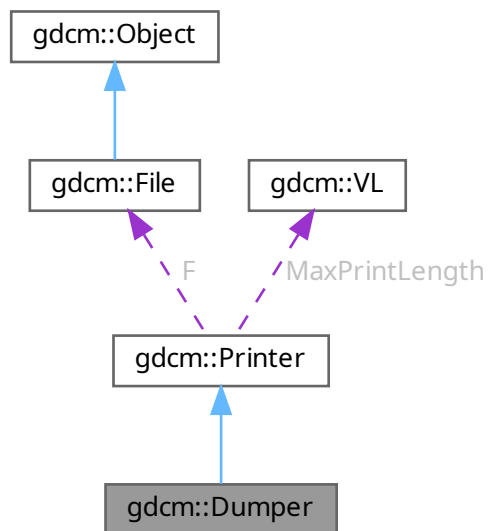 gdcm::Object
gdcm::File
gdcm::VL
F
MaxPrintLength
gdcm::Printer
gdcm::Dumper